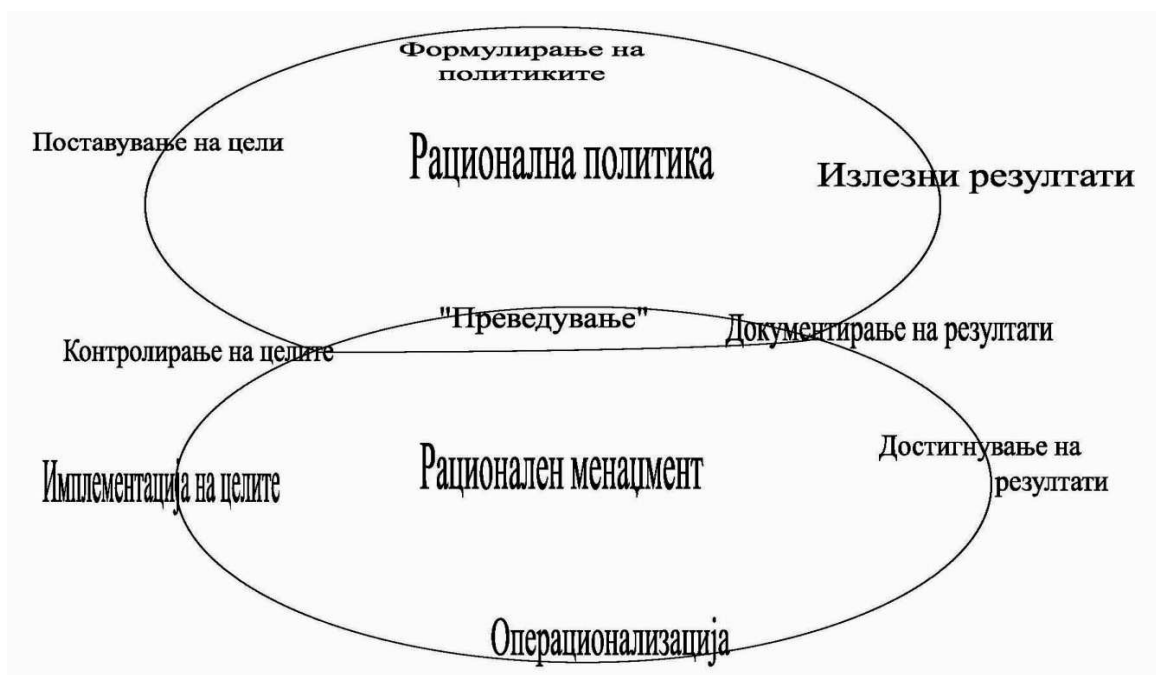 Формулирање на
политиките
Поставување на цели
Рационална политика
Излезни резултати
"Преведување"
Документирање на резултати
Контролирање на целите
Достигнување на
резултати
Рационален менаџмент
Имплементација на целите
Операционализација